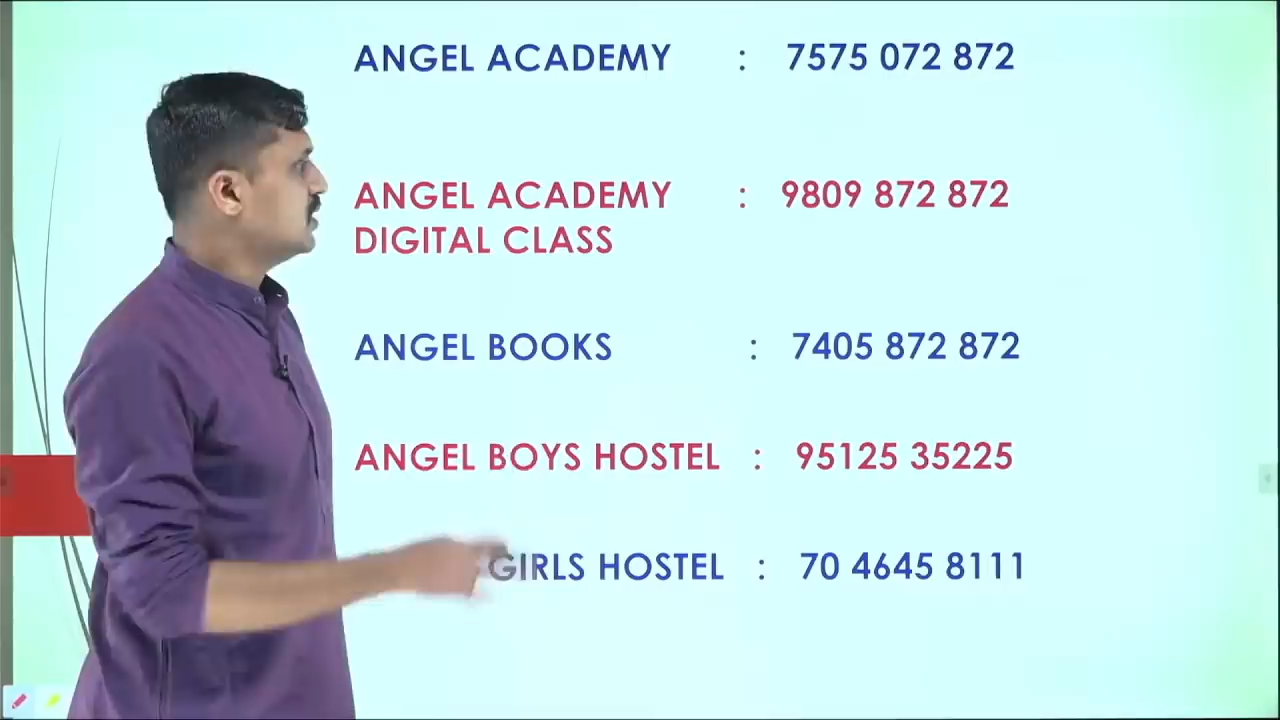 ANGEL ACADEMY : 7575 072 872
ANGEL ACADEMY : 9809 872 872
DIGITAL CLASS
ANGEL BOOKS : 7405 872 872
ANGEL BOYS HOSTEL : 95125 35225
GIRLS HOSTEL : 70 4645 8111